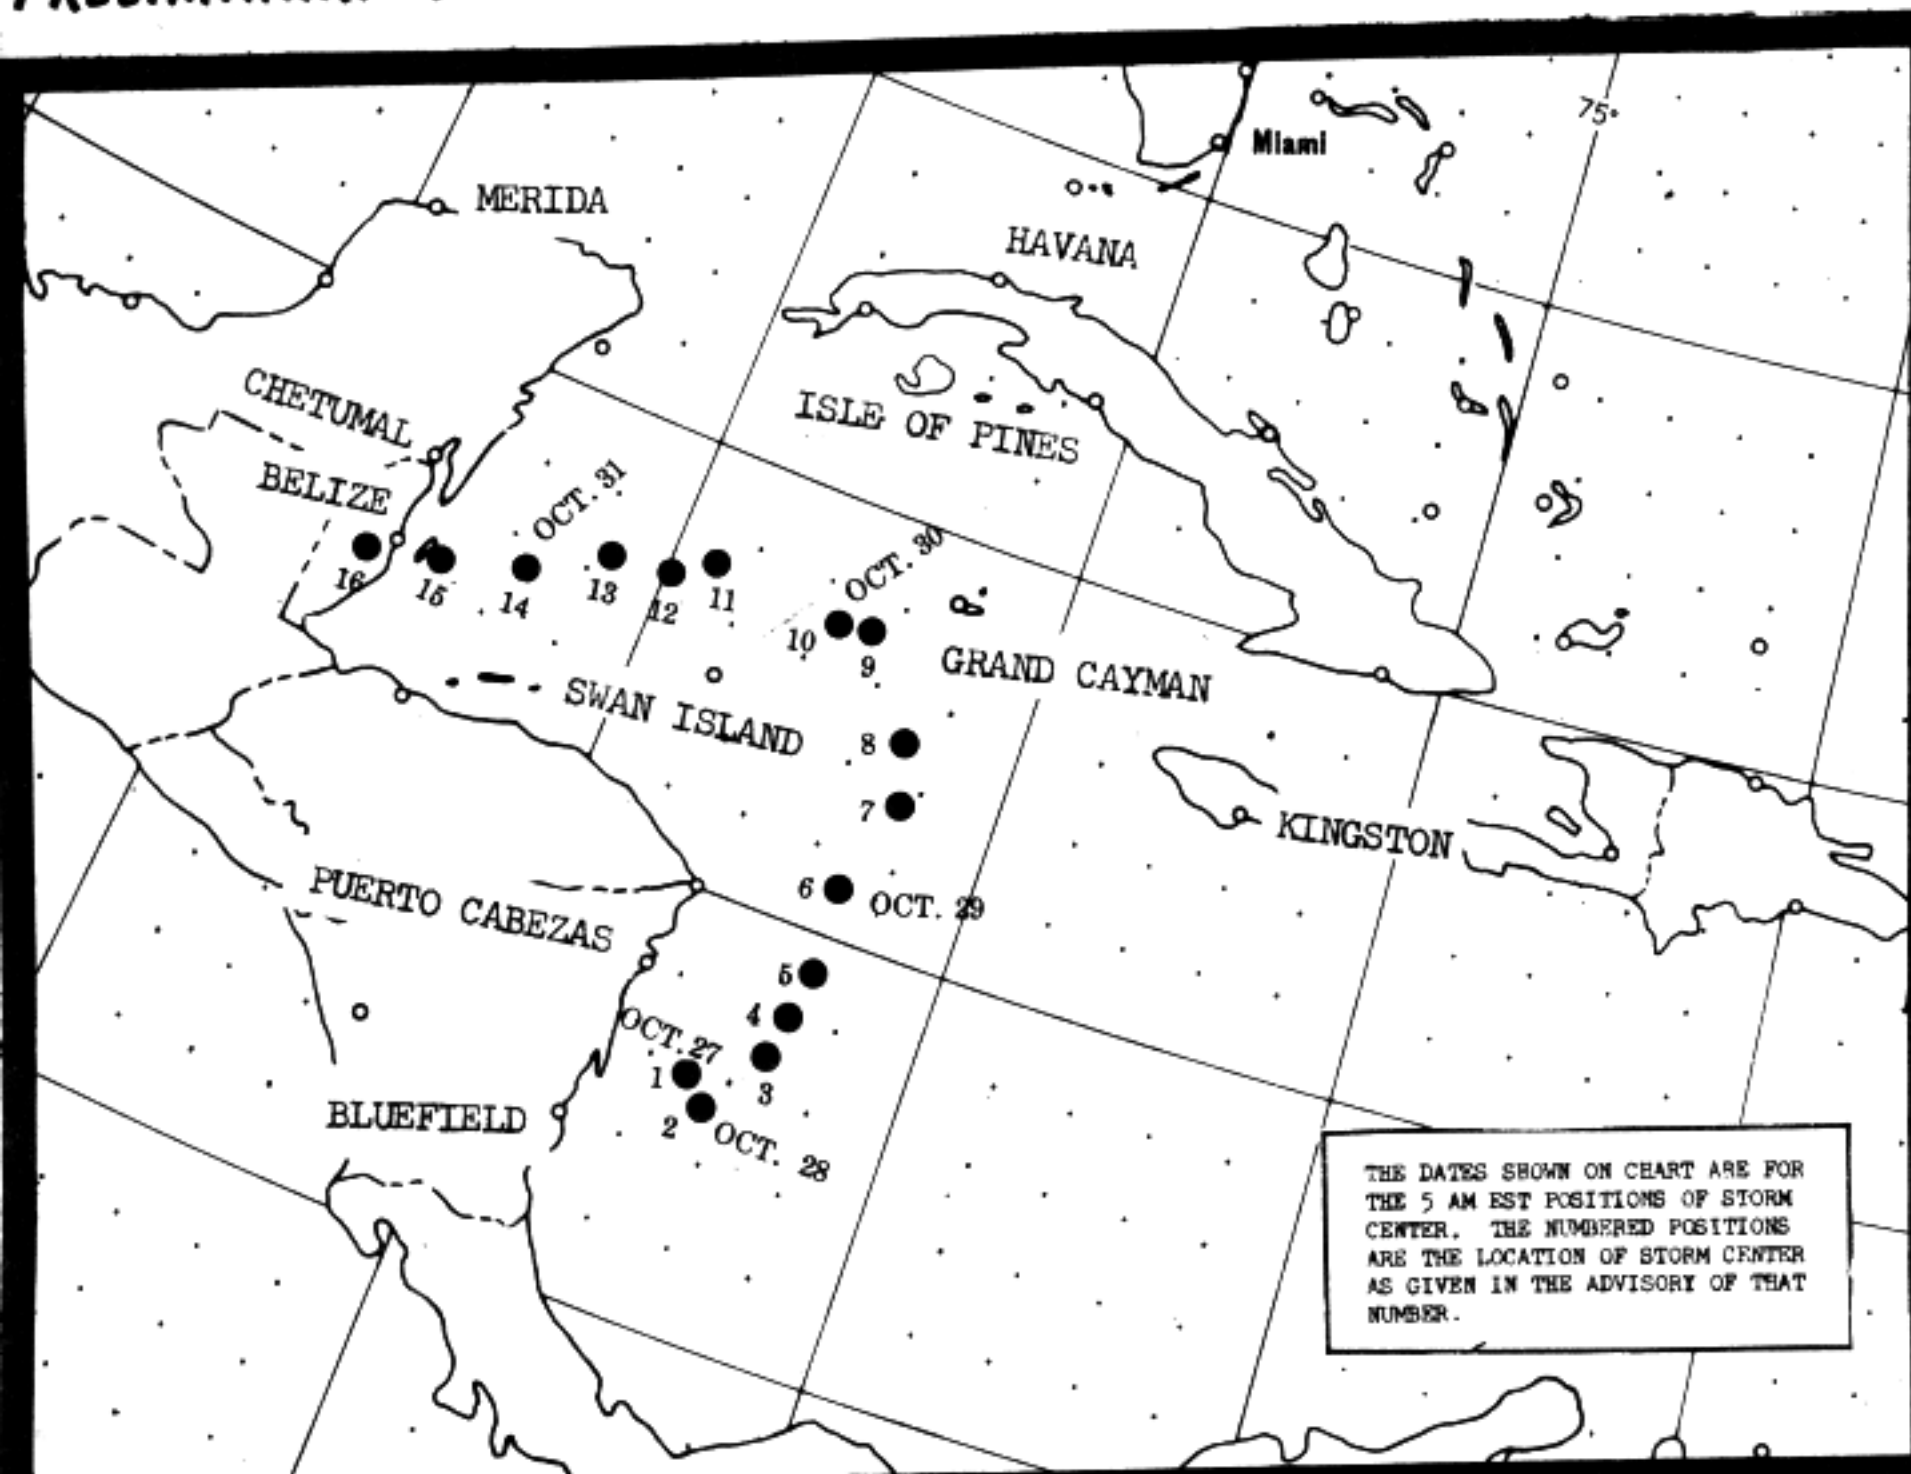 75°
Miami
MERIDA
HAVANA
CHETUMAL
ISLE OF PINES
BELIZE
OCT. 31
OCT. 30
16
15
14
13
12
11
10
9
GRAND CAYMAN
SWAN ISLAND
8
7
KINGSTON
PUERTO CABEZAS
6
OCT. 29
5
4
OCT. 27
1
3
BLUEFIELD
2
OCT. 28
THE DATES SHOWN ON CHART ARE FOR
THE 5 AM EST POSITIONS OF STORM
CENTER. THE NUMBERED POSITIONS
ARE THE LOCATION OF STORM CENTER
AS GIVEN IN THE ADVISORY OF THAT
NUMBER.